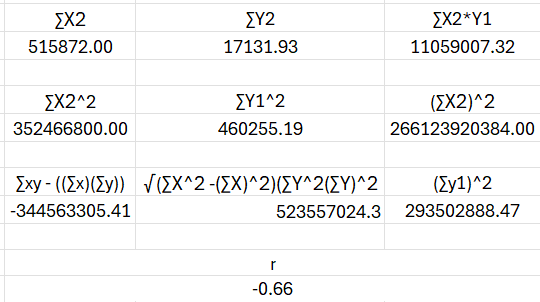 ∑X2 ∑Y2 ∑X2*Y1
515872.00 17131.93 11059007.32
∑X2^2 ∑Y1^2 (∑X2)^2
352466800.00 460255.19 266123920384.00
∑xy - ((∑x)(∑y)) √(∑X^2 -(∑X)^2)(∑Y^2(∑Y)^2 (∑y1)^2
-344563305.41 523557024.3 293502888.47
r
-0.66